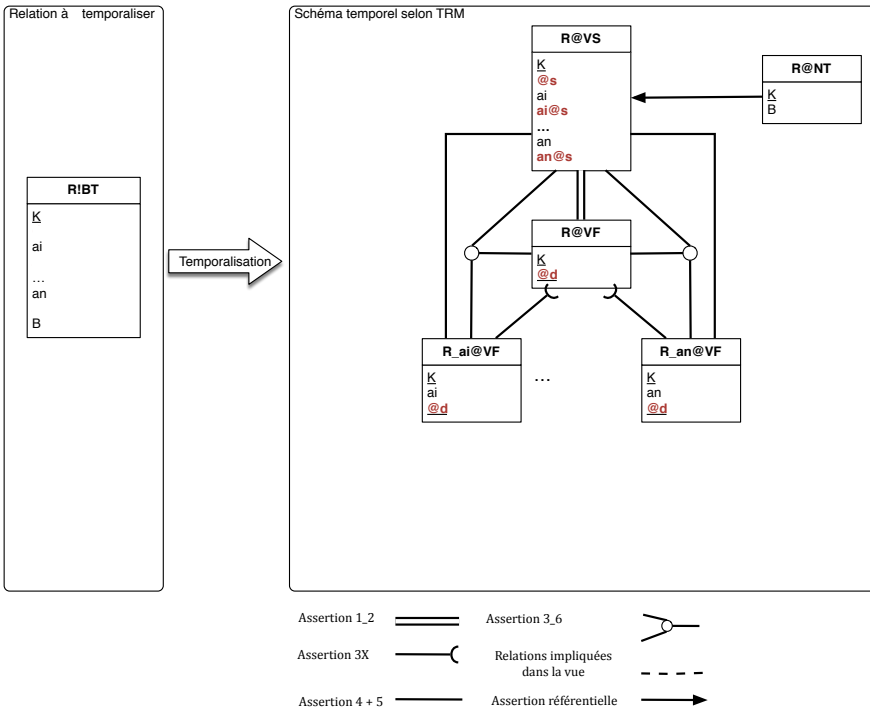 Relation à temporaliser
R!BT
K
ai
...
an
B
Temporalisation
Schéma temporel selon TRM
R@VS
K
@s
ai
ai@s
...
an
an@s
R@NT
K
B
R@VF
K
@d
R_ai@VF
K
ai
@d
...
R_an@VF
K
an
@d
Assertion 1_2
Assertion 3_6
Assertion 3X
Relations impliquées
dans la vue
Assertion 4 + 5
Assertion référentielle